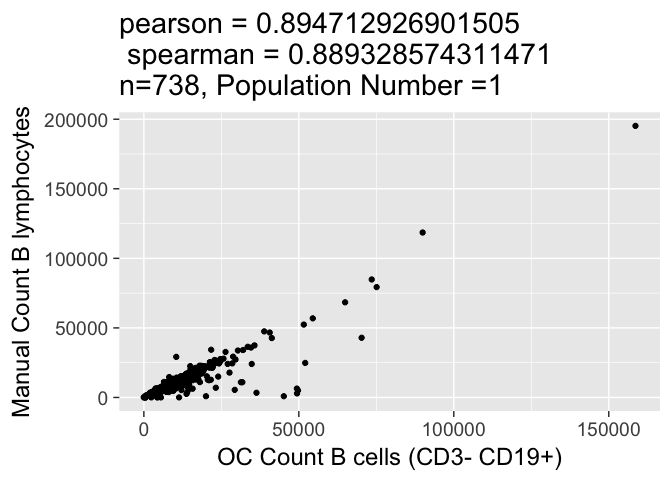 pearson = 0.894712926901505
spearman = 0.889328574311471
n=738, Population Number =1
Manual Count B lymphocytes
200000
150000
100000
50000
0
0 50000 100000 150000
OC Count B cells (CD3- CD19+)